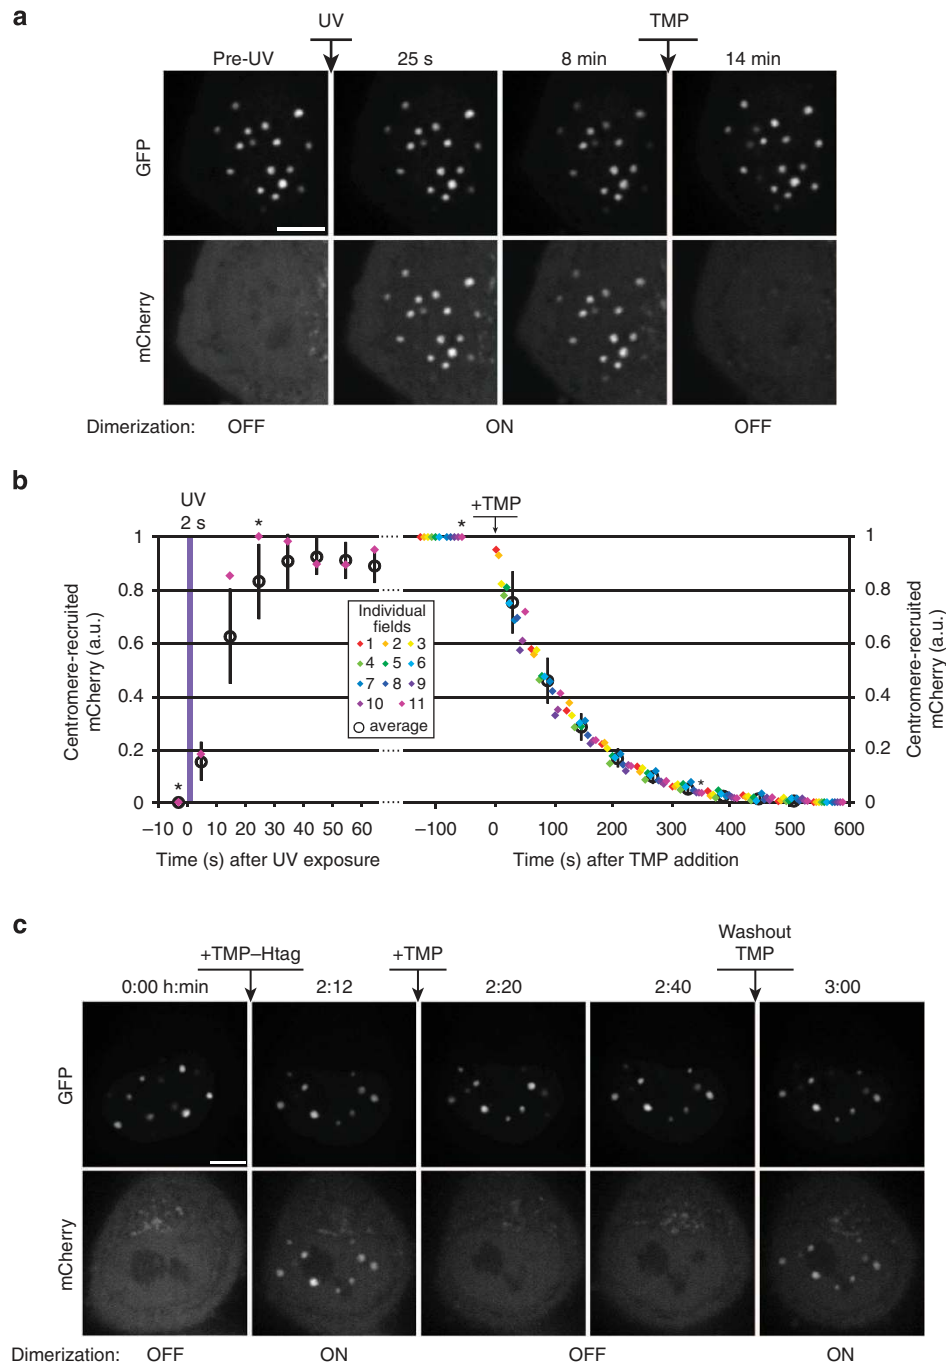 a
UV
TMP
Pre-UV
25 s
8 min
14 min
GFP
mCherry
Dimerization:
OFF
ON
OFF
b
UV
2 s
*
*
+TMP
*
*
1
0.8
0.6
0.4
0.2
0
1
0.8
0.6
0.4
0.2
0
Centromere-recruited
mCherry (a.u.)
Centromere-recruited
mCherry (a.u.)
Individual
fields
1 2 3
4 5 6
7 8 9
10 11
average
–10 0 10 20 30 40 50 60
–100 0 100 200 300 400 500 600
Time (s) after UV exposure
Time (s) after TMP addition
c
+TMP–Htag
+TMP
Washout
TMP
0:00 h:min
2:12
2:20
2:40
3:00
GFP
mCherry
Dimerization:
OFF
ON
OFF
ON